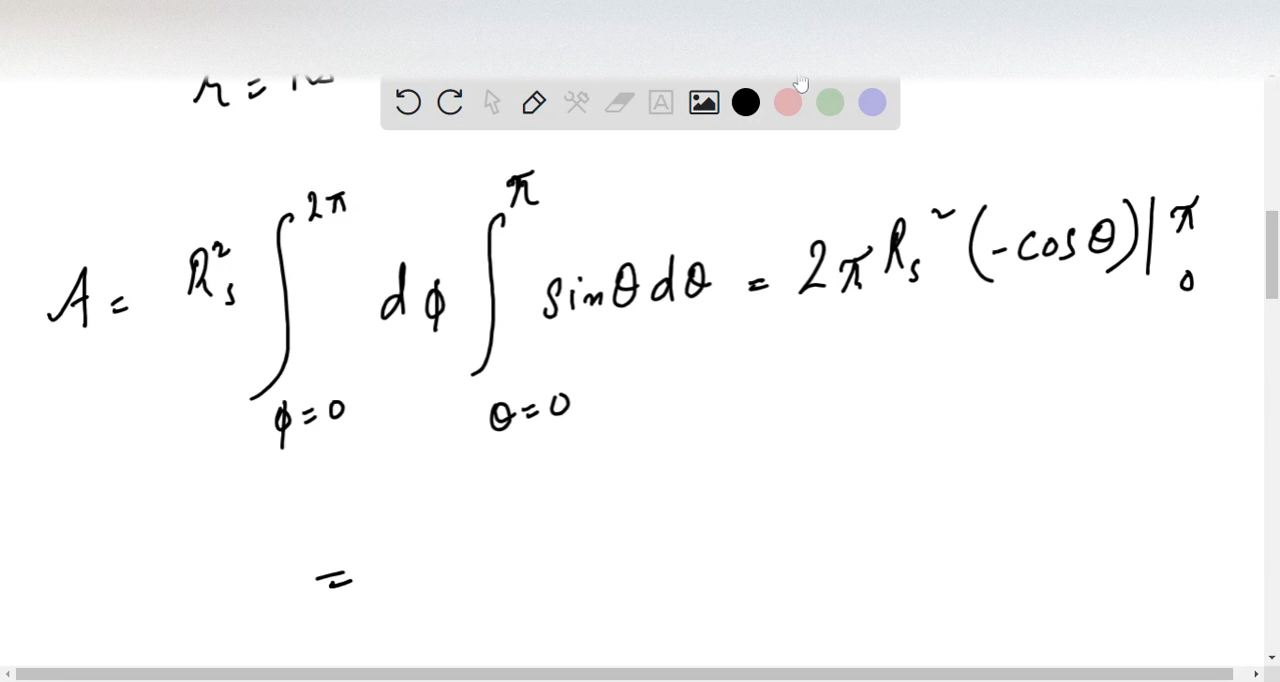 r =
A = R_s^2 ∫_{φ=0}^{2π} dφ ∫_{θ=0}^{π} sinθ dθ = 2π R_s^2 (-cosθ)|_0^π
=